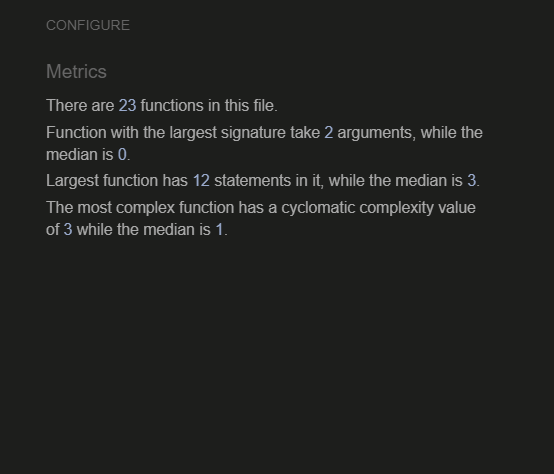 CONFIGURE
Metrics
There are 23 functions in this file.
Function with the largest signature take 2 arguments, while the
median is 0.
Largest function has 12 statements in it, while the median is 3.
The most complex function has a cyclomatic complexity value
of 3 while the median is 1.